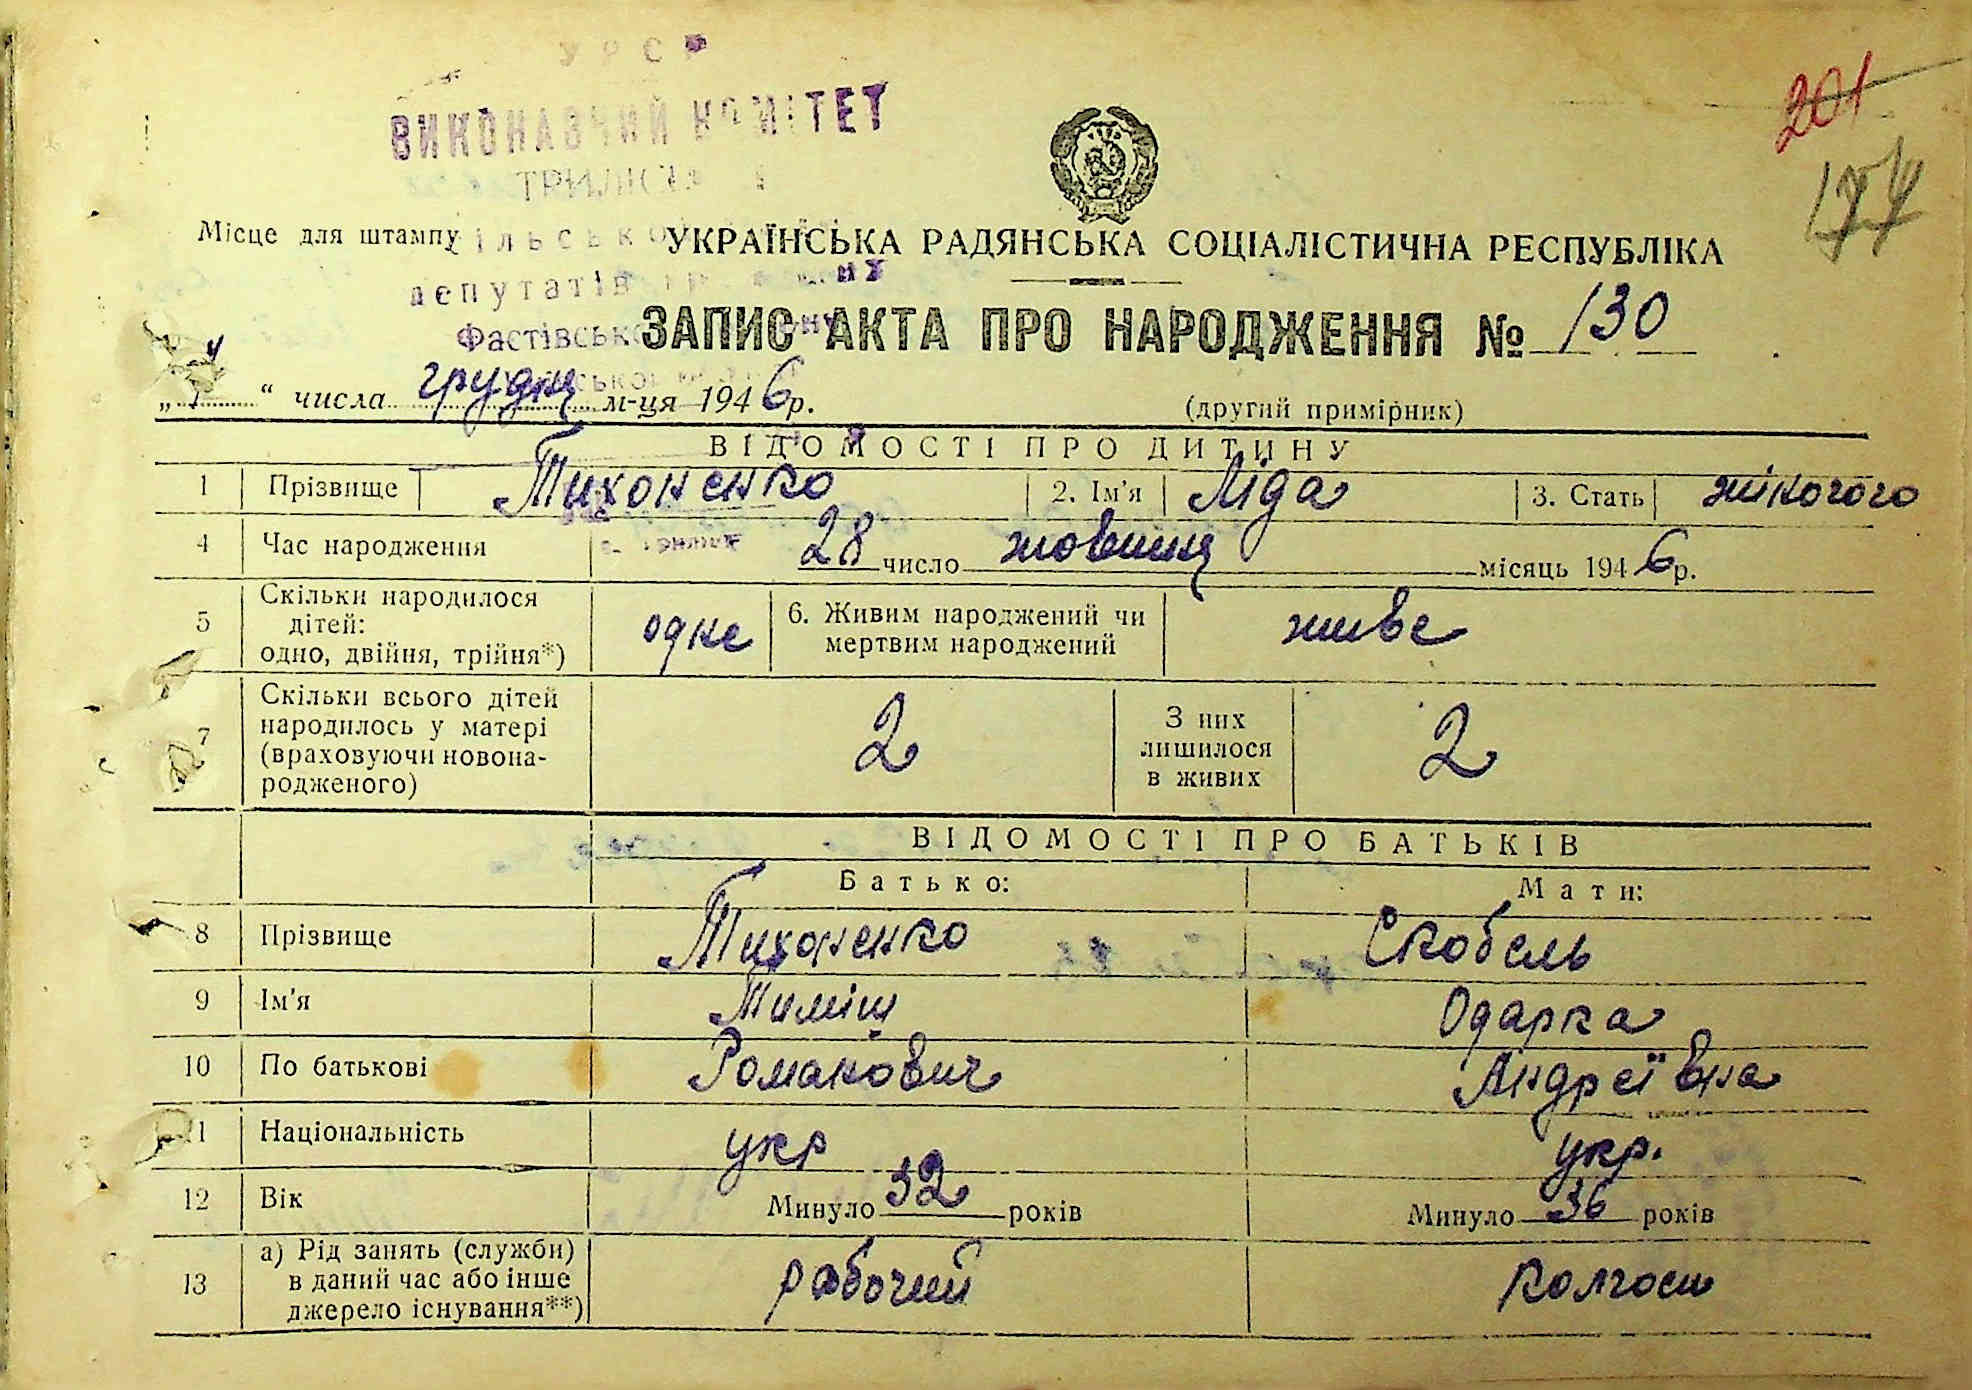 УРСР
ВИКОНАВЧИЙ КОМІТЕТ
201
177
Місце для штампу
УКРАЇНСЬКА РАДЯНСЬКА СОЦІАЛІСТИЧНА РЕСПУБЛІКА
депутатів
ЗАПИС АКТА ПРО НАРОДЖЕННЯ № 130
„ “ числа грудня м-ця 1946р.
(другий примірник)
ВІДОМОСТІ ПРО ДИТИНУ
1 Прізвище Тихоненко 2. Ім'я Ліда 3. Стать жіночого
4 Час народження 28 число жовтня місяць 1946р.
5 Скільки народилося дітей: одно, двійня, трійня*) одне 6. Живим народжений чи мертвим народжений живе
7 Скільки всього дітей народилось у матері (враховуючи новонародженого) 2 З них лишилося в живих 2
ВІДОМОСТІ ПРО БАТЬКІВ
Батько: Мати:
8 Прізвище Тихоненко Скобель
9 Ім'я Тиміш Одарка
10 По батькові Романович Андреївна
11 Національність укр укр.
12 Вік Минуло 32 років Минуло 36 років
13 а) Рід занять (служби) в даний час або інше джерело існування**) рабочий колгосп